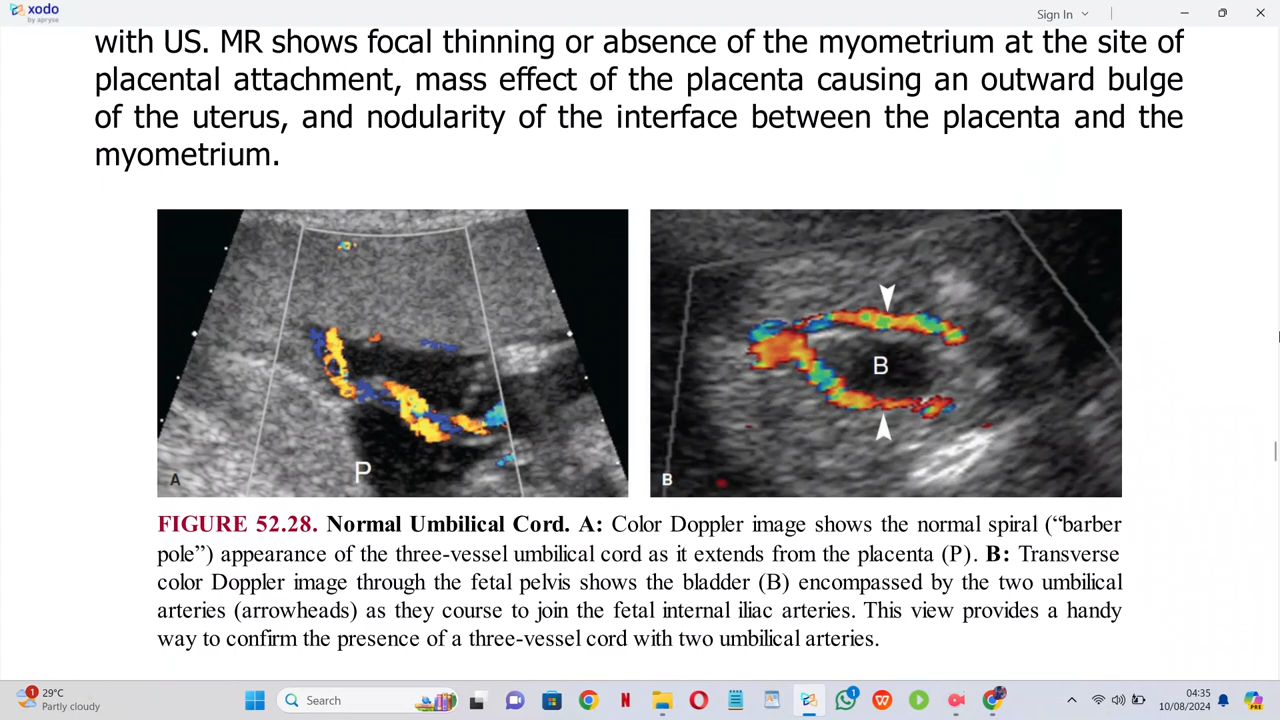 xodo
by apryse
Sign In
with US. MR shows focal thinning or absence of the myometrium at the site of
placental attachment, mass effect of the placenta causing an outward bulge
of the uterus, and nodularity of the interface between the placenta and the
myometrium.
P
A
B
B
FIGURE 52.28. Normal Umbilical Cord. A: Color Doppler image shows the normal spiral (“barber
pole”) appearance of the three-vessel umbilical cord as it extends from the placenta (P). B: Transverse
color Doppler image through the fetal pelvis shows the bladder (B) encompassed by the two umbilical
arteries (arrowheads) as they course to join the fetal internal iliac arteries. This view provides a handy
way to confirm the presence of a three-vessel cord with two umbilical arteries.
1
29°C
Partly cloudy
Search
N
1
W
04:35
10/08/2024
PRE